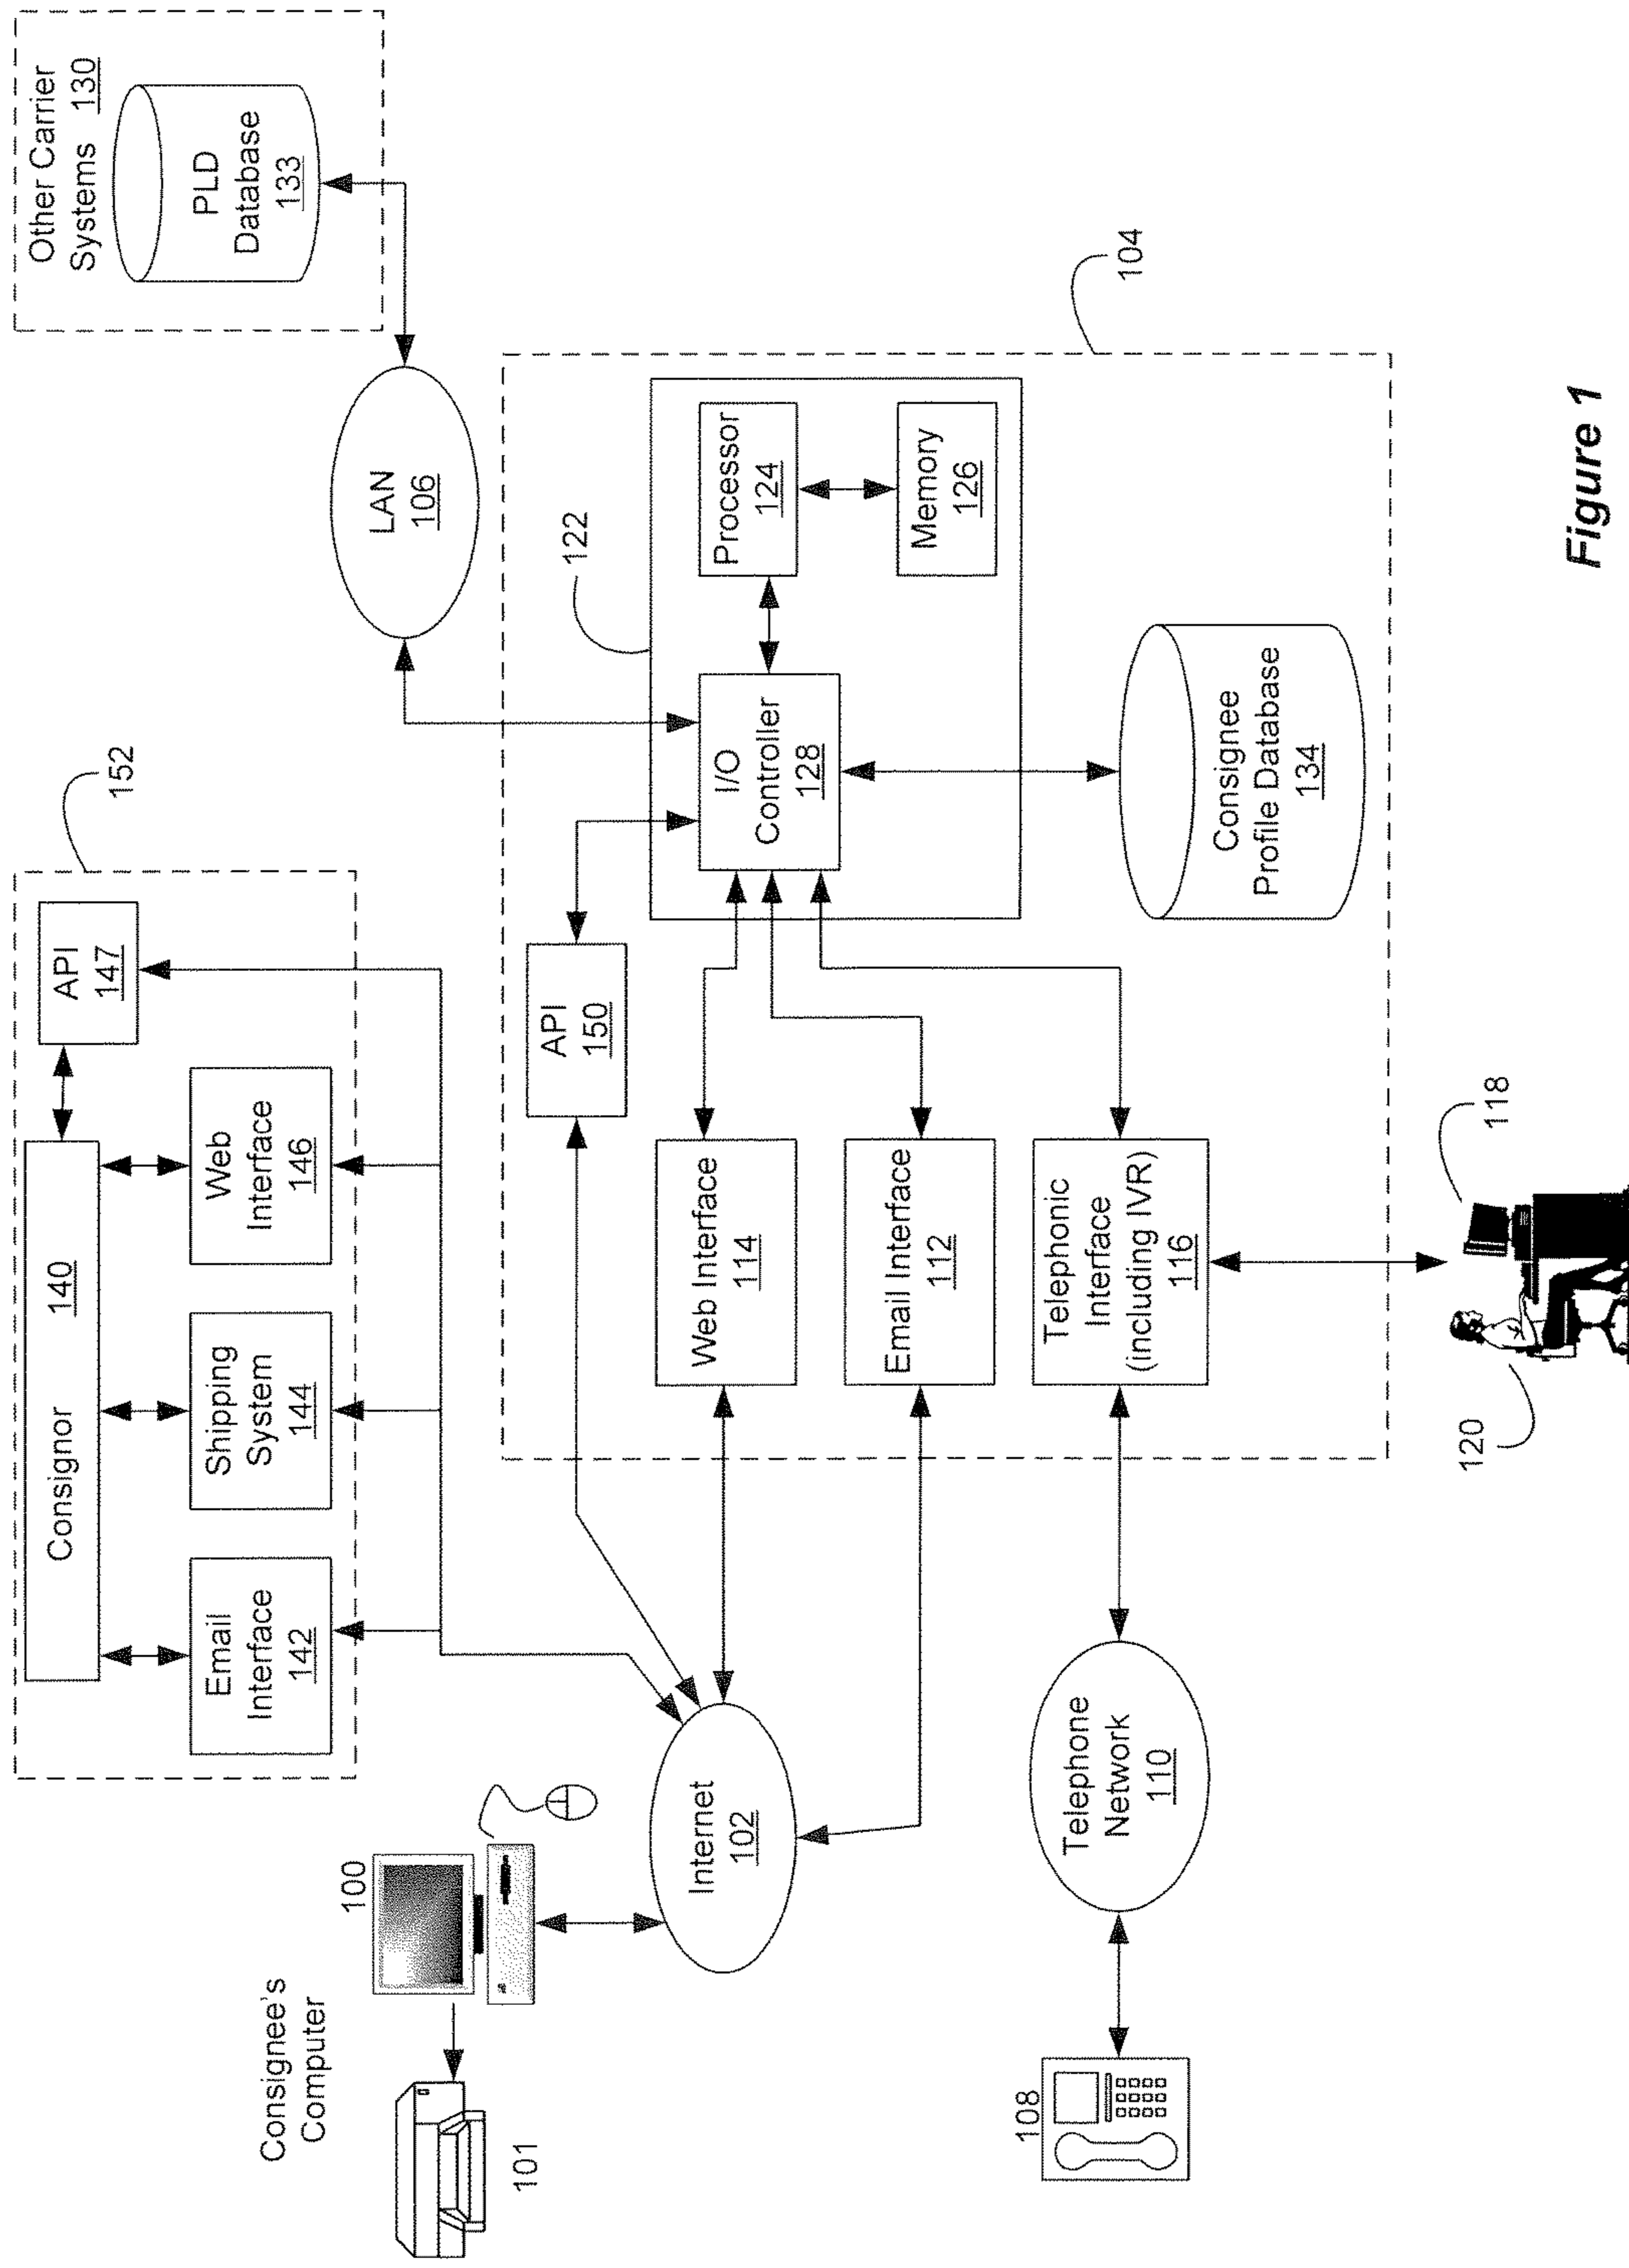 Consignee's
Computer
100
101
Consignor 140
Email
Interface
142
Shipping
System
144
Web
Interface
146
API
147
152
Other Carrier
Systems 130
PLD
Database
133
LAN
106
Internet
102
API
150
122
I/O
Controller
128
Processor
124
Memory
126
104
Web Interface
114
Email Interface
112
Telephonic
Interface
(including IVR)
116
Consignee
Profile Database
134
108
Telephone
Network
110
120
118
Figure 1